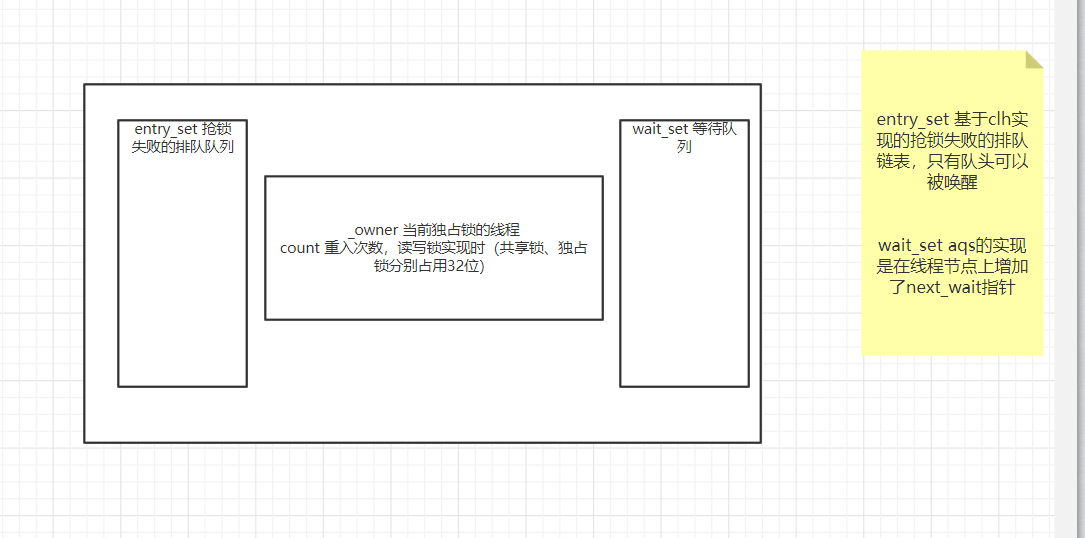 entry_set 抢锁
失败的排队队列
_owner 当前独占锁的线程
count 重入次数，读写锁实现时（共享锁、独占
锁分别占用32位)
wait_set 等待队
列
entry_set 基于clh实
现的抢锁失败的排队
链表，只有队头可以
被唤醒
wait_set aqs的实现
是在线程节点上增加
了next_wait指针